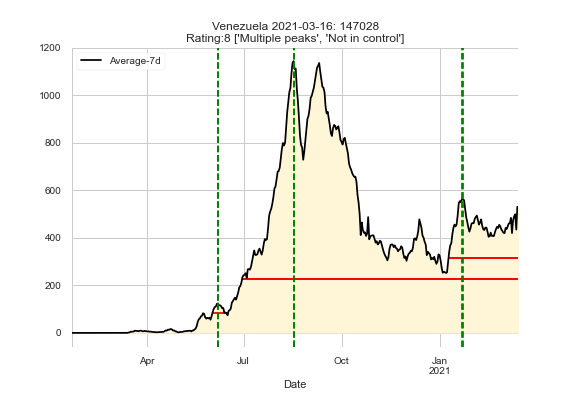 Venezuela 2021-03-16: 147028
Rating:8 ['Multiple peaks', 'Not in control']
1200
Average-7d
1000
800
600
400
200
0
Apr
Jul
Oct
Jan
2021
Date